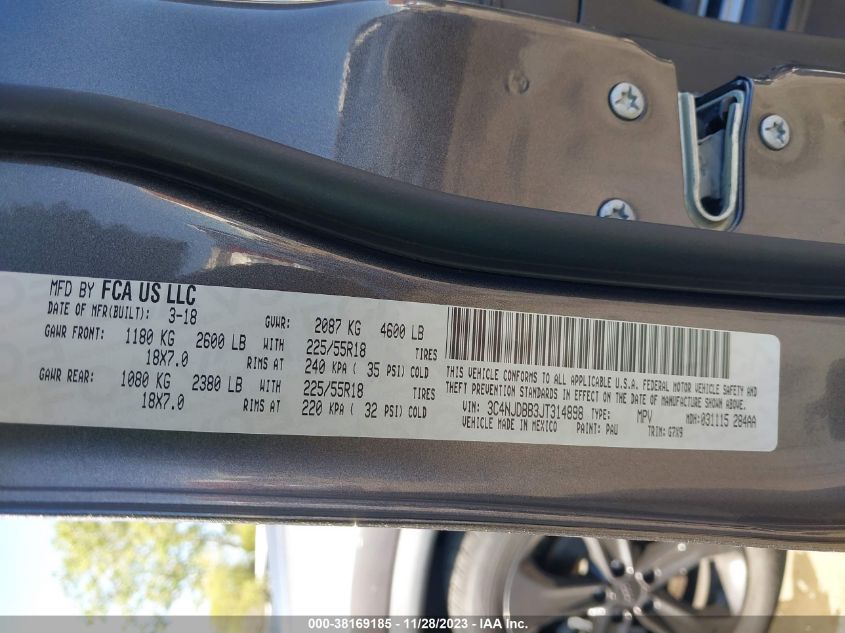 MFD BY FCA US LLC
DATE OF MFR(BUILT): 3-18 GVWR: 2087 KG 4600 LB
GAWR FRONT: 1180 KG 2600 LB WITH 225/55R18 TIRES
18X7.0 RIMS AT 240 KPA ( 35 PSI) COLD
GAWR REAR: 1080 KG 2380 LB WITH 225/55R18 TIRES
18X7.0 RIMS AT 220 KPA ( 32 PSI) COLD
THIS VEHICLE CONFORMS TO ALL APPLICABLE U.S.A. FEDERAL MOTOR VEHICLE SAFETY AND
THEFT PREVENTION STANDARDS IN EFFECT ON THE DATE OF MANUFACTURE SHOWN ABOVE.
VIN: 3C4NJDBB3JT314898 TYPE: MPV MDH: 031115 284AA
VEHICLE MADE IN MEXICO PAINT: PAU TRIM: G7X9
000-38169185 - 11/28/2023 - IAA Inc.